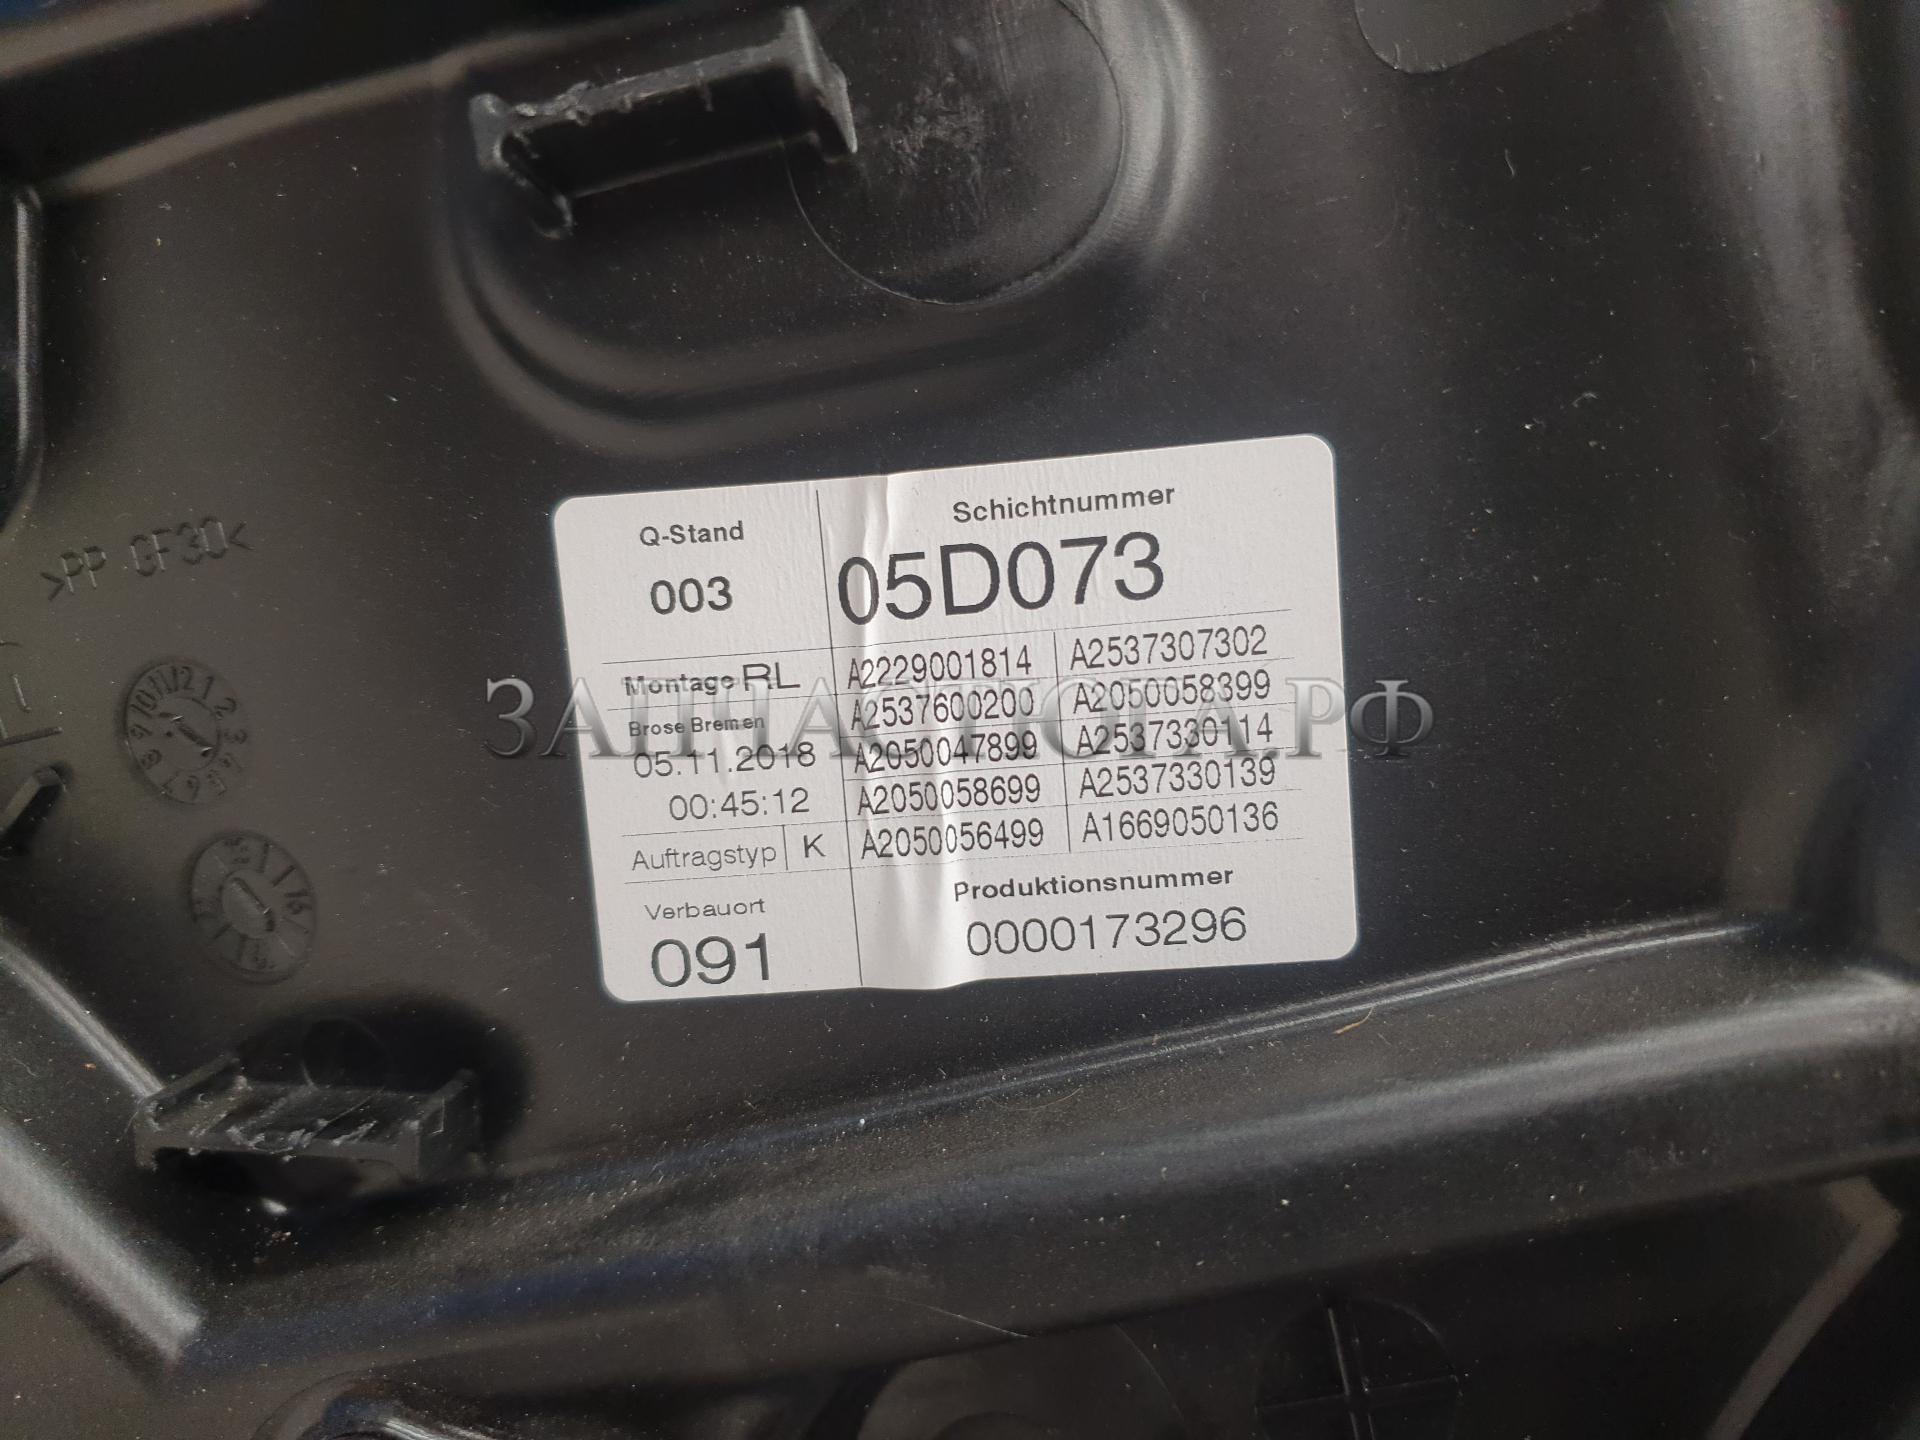 >PP GF30<
Q-Stand
003
Schichtnummer
05D073
Montage RL
Brose Bremen
05.11.2018
00:45:12
Auftragstyp K
A2229001814 A2537307302
A2537600200 A2050058399
A2050047899 A2537330114
A2050058699 A2537330139
A2050056499 A1669050136
Verbauort
091
Produktionsnummer
0000173296
ЗАПЧАСТЮГА.РФ